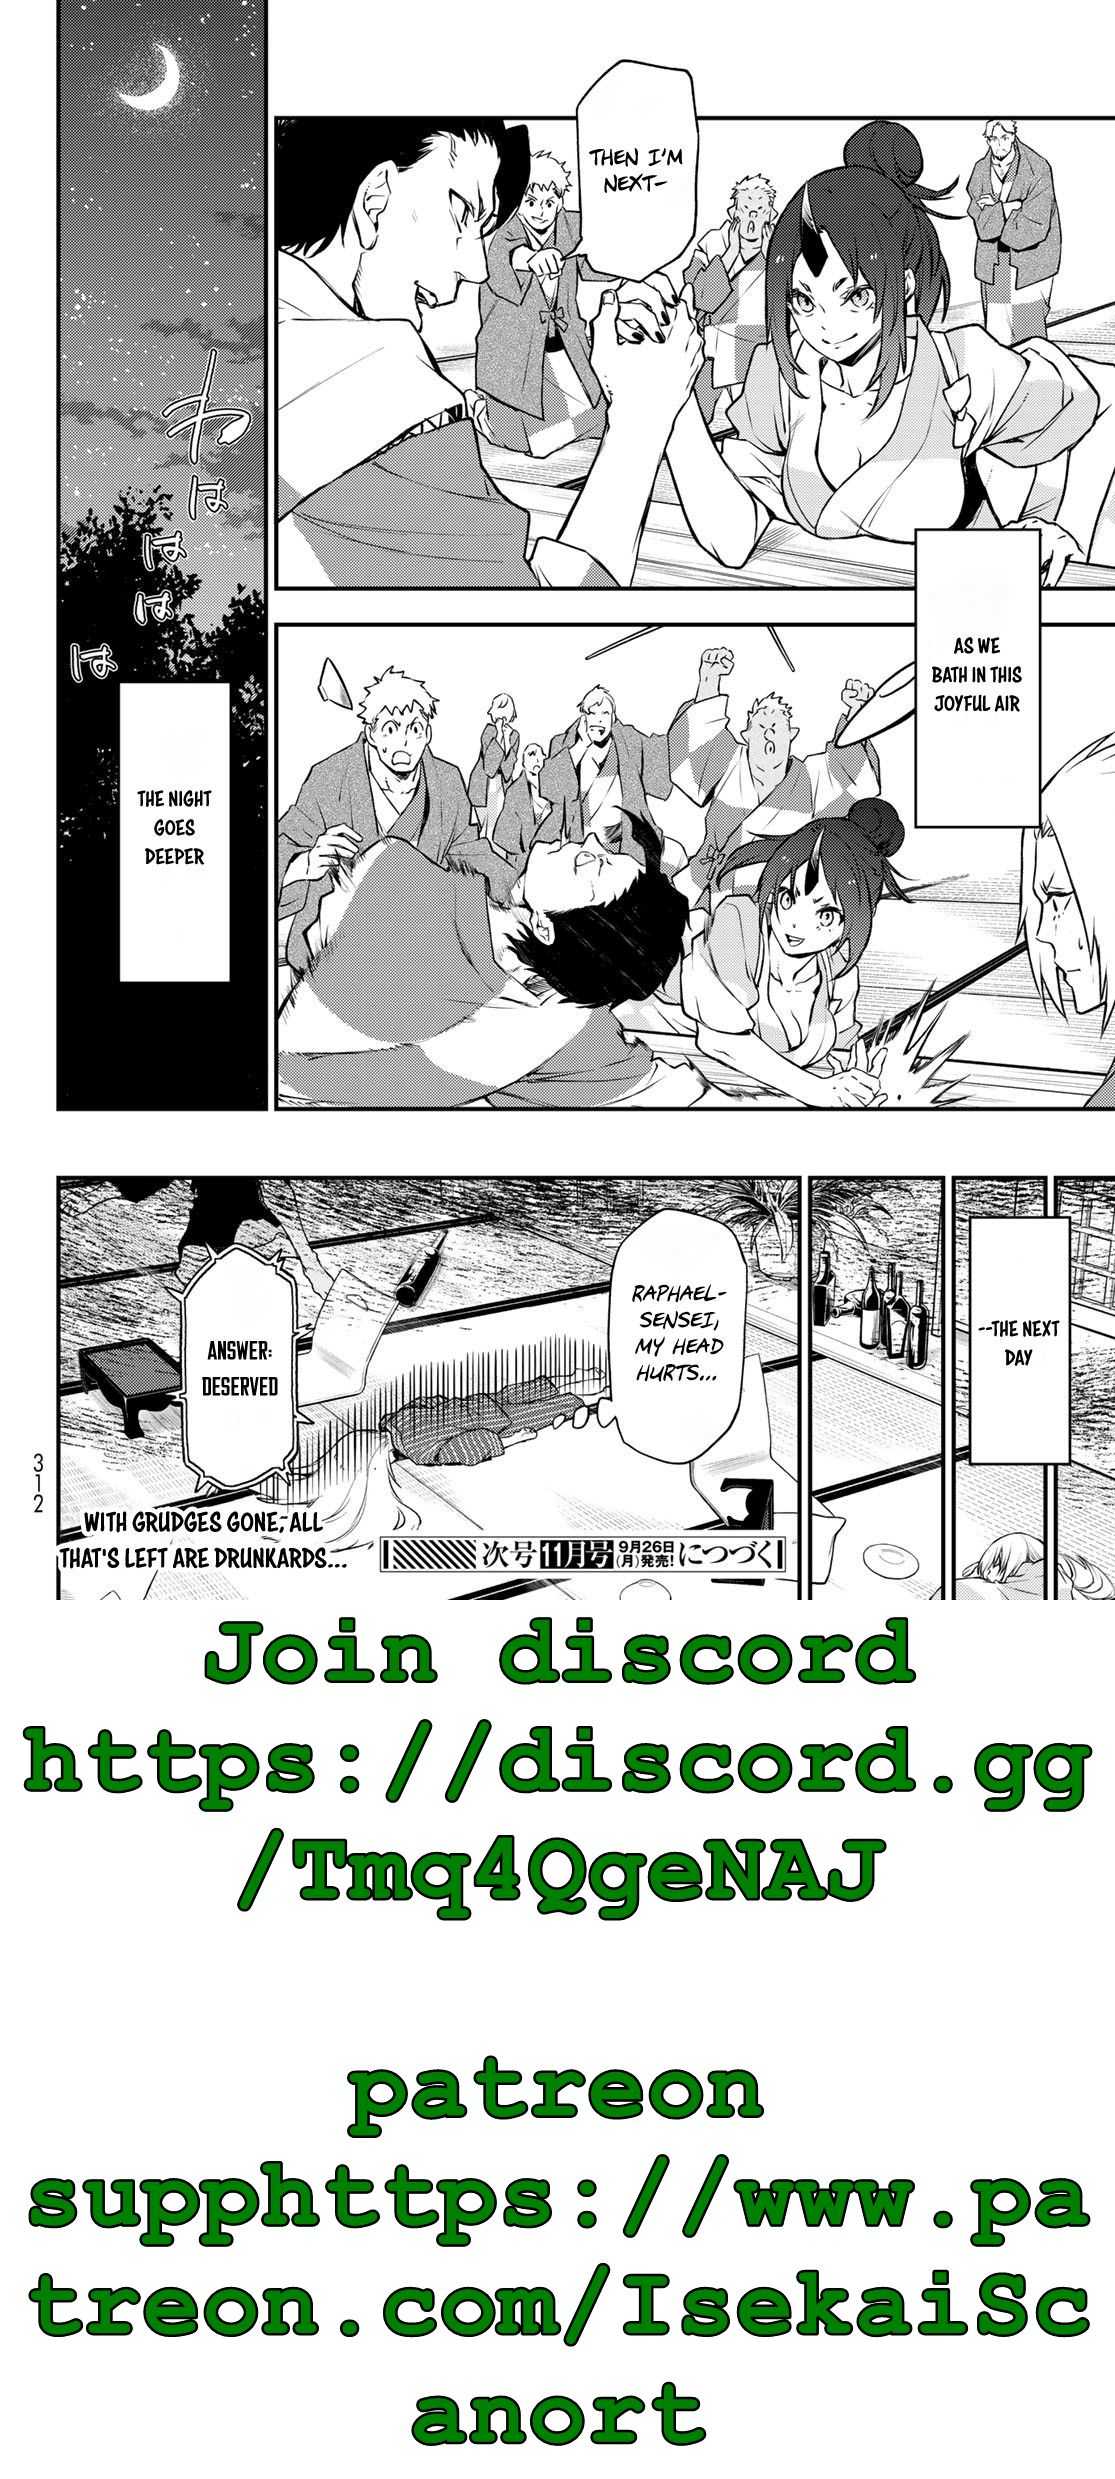 THEN I'M
NEXT-
AS WE
BATH IN THIS
JOYFUL AIR
わ
は
は
は
は
THE NIGHT
GOES
DEEPER
--THE NEXT
DAY
RAPHAEL-
SENSEI,
MY HEAD
HURTS...
ANSWER:
DESERVED
312
WITH GRUDGES GONE, ALL
THAT'S LEFT ARE DRUNKARDS...
次号11月号9月26日(月)発売!につづく
Join discord
https://discord.gg
/Tmq4QgeNAJ
patreon
supphttps://www.pa
treon.com/IsekaiSc
anort